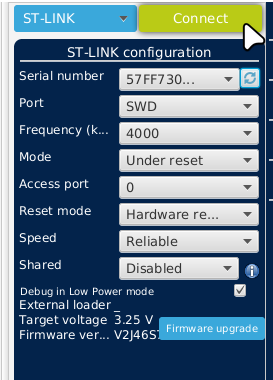 ST-LINK Connect
ST-LINK configuration
Serial number 57FF730...
Port SWD
Frequency (k... 4000
Mode Under reset
Access port 0
Reset mode Hardware re...
Speed Reliable
Shared Disabled
Debug in Low Power mode
External loader _
Target voltage 3.25 V
Firmware ver... V2J46S
Firmware upgrade